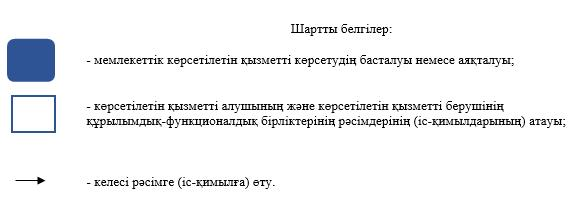 Шартты белгілер:
- мемлекеттік көрсетілетін қызметті көрсетудің басталуы немесе аяқталуы;
- көрсетілетін қызметті алушының және көрсетілетін қызметті берушінің
құрылымдық-функционалдық бірліктерінің рәсімдерінің (іс-қимылдарының) атауы;
- келесі рәсімге (іс-қимылға) өту.